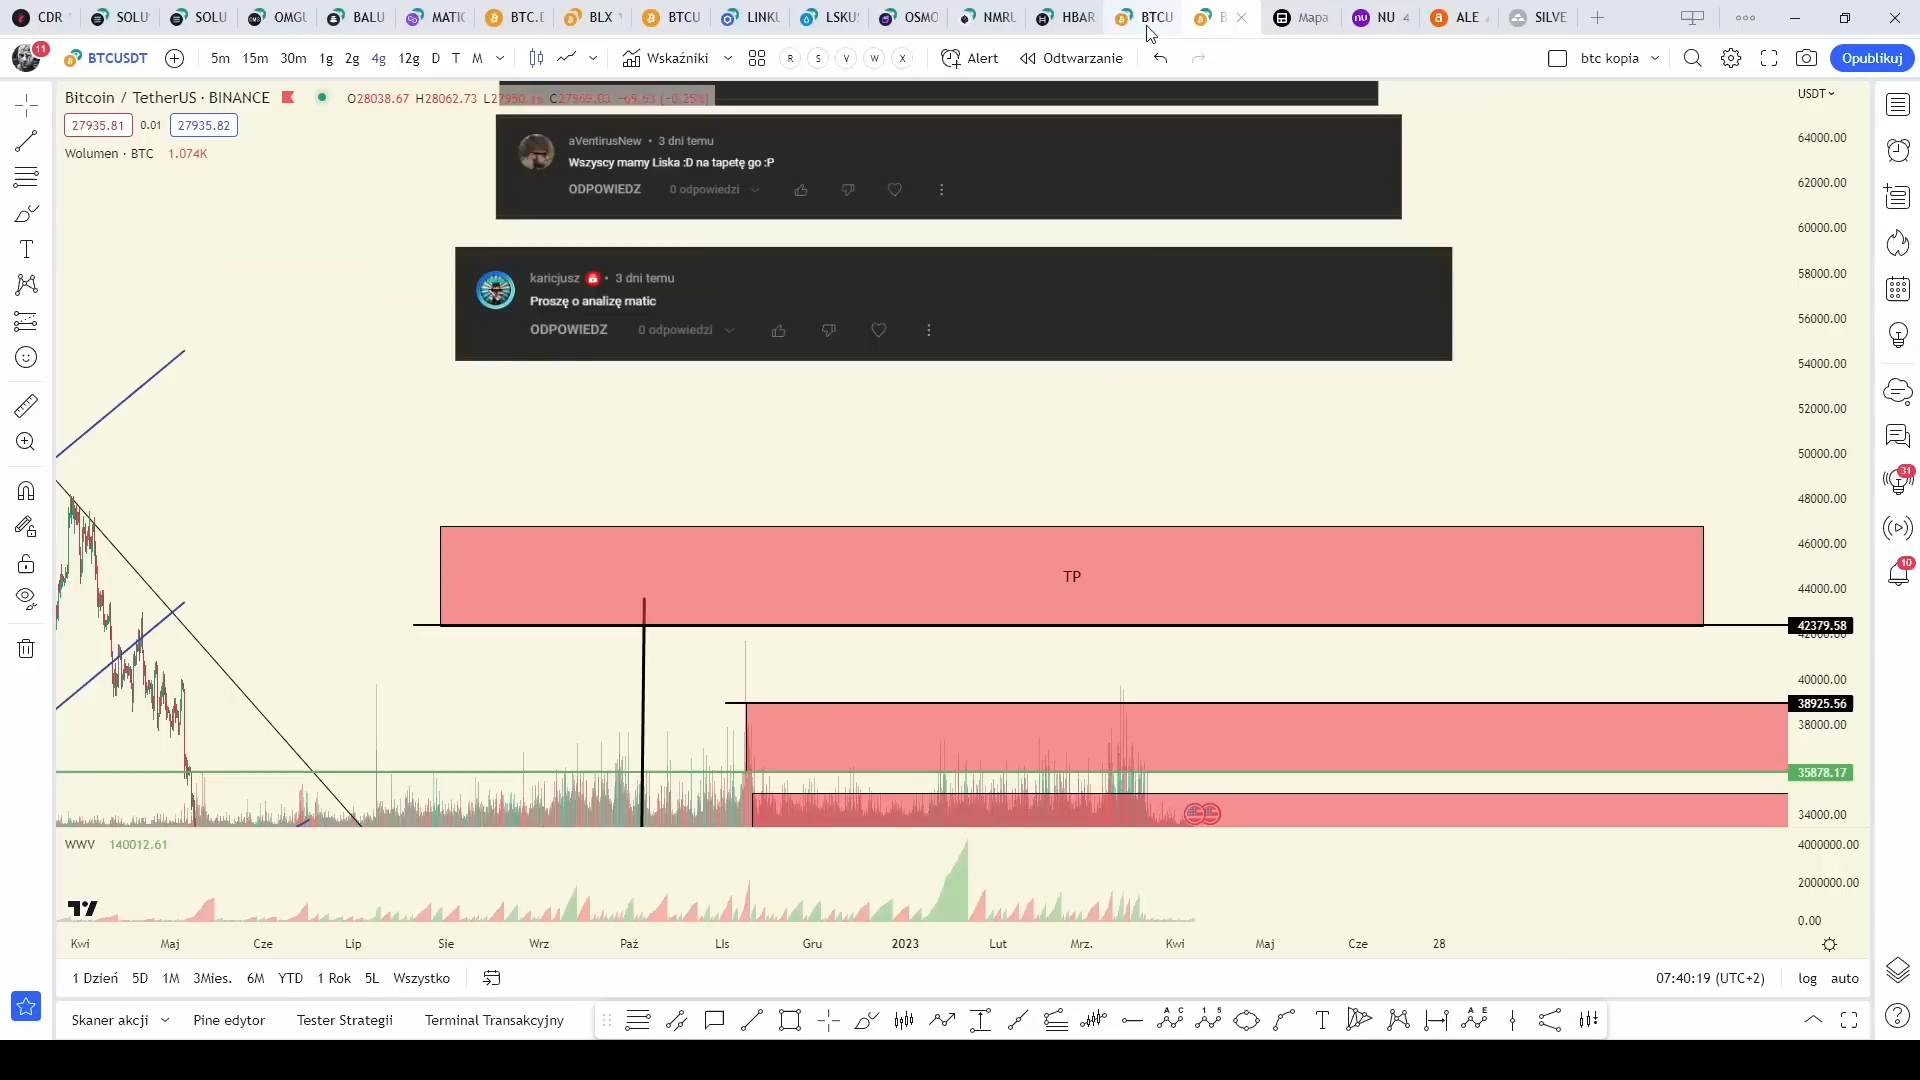 CDR SOLU SOLU OMGU BALU MATIC BTC.D BLX BTCU BTCU LINKU LSKU OSMO NMRU HBAR BTCU B Mapa NU 4 ALE SILVE
11 BTCUSDT 5m 15m 30m 1g 2g 4g 12g D T M Wskaźniki R S V W X Alert Odtwarzanie btc kopia Opublikuj
Bitcoin / TetherUS · BINANCE O28038.67 H28062.73 USDT
27935.81 0.01 27935.82
Wolumen · BTC 1.074K
aVentirusNew • 3 dni temu
Wszyscy mamy Liska :D na tapetę go :P
ODPOWIEDZ 0 odpowiedzi
karicjusz • 3 dni temu
Proszę o analizę matic
ODPOWIEDZ 0 odpowiedzi
64000.00
62000.00
60000.00
58000.00
56000.00
54000.00
52000.00
50000.00
48000.00
46000.00
TP
44000.00
42379.58
42000.00
40000.00
38925.56
38000.00
35878.17
34000.00
31
10
WWV 140012.61
4000000.00
2000000.00
0.00
Kwi Maj Cze Lip Sie Wrz Paź LIs Gru 2023 Lut Mrz. Kwi Maj Cze 28
1 Dzień 5D 1M 3Mies. 6M YTD 1 Rok 5L Wszystko 07:40:19 (UTC+2) log auto
Skaner akcji Pine edytor Tester Strategii Terminal Transakcyjny